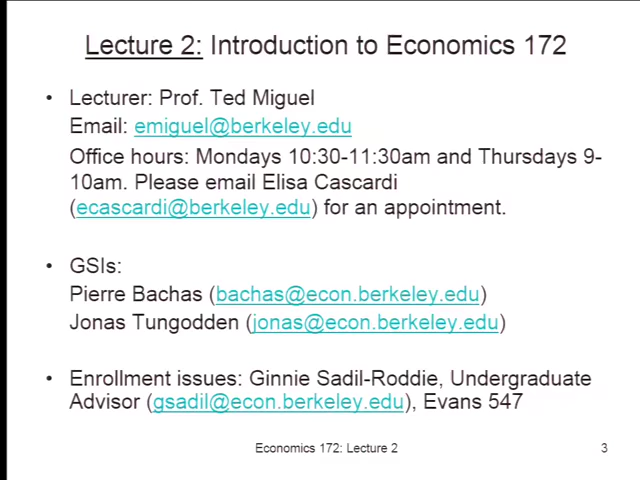 Lecture 2: Introduction to Economics 172
• Lecturer: Prof. Ted Miguel
Email: emiguel@berkeley.edu
Office hours: Mondays 10:30-11:30am and Thursdays 9-
10am. Please email Elisa Cascardi
(ecascardi@berkeley.edu) for an appointment.
• GSIs:
Pierre Bachas (bachas@econ.berkeley.edu)
Jonas Tungodden (jonas@econ.berkeley.edu)
• Enrollment issues: Ginnie Sadil-Roddie, Undergraduate
Advisor (gsadil@econ.berkeley.edu), Evans 547
Economics 172: Lecture 2
3